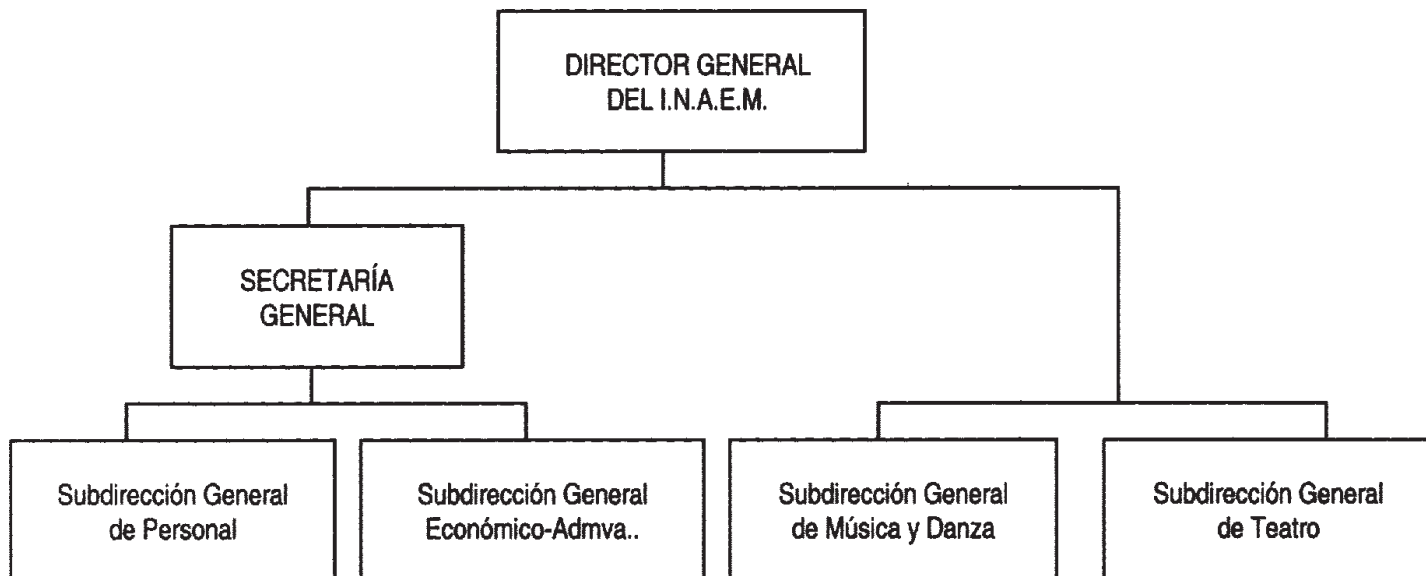 DIRECTOR GENERAL
DEL I.N.A.E.M.
SECRETARÍA
GENERAL
Subdirección General
de Personal
Subdirección General
Económico-Admva..
Subdirección General
de Música y Danza
Subdirección General
de Teatro